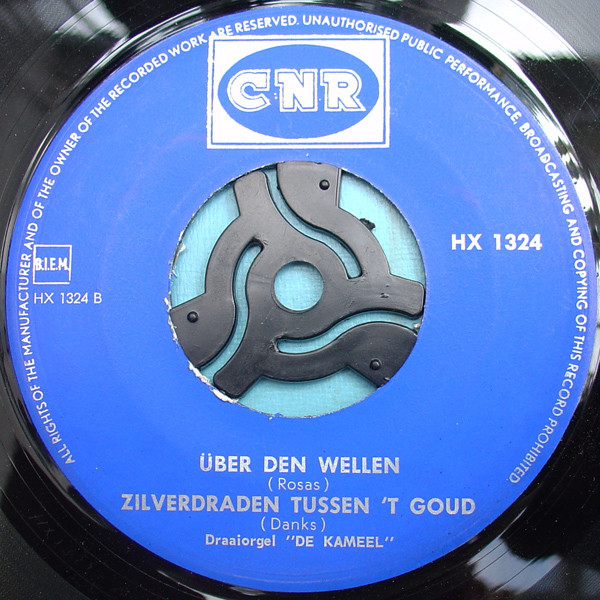 ALL RIGHTS OF THE MANUFACTURER AND OF THE OWNER OF THE RECORDED WORK ARE RESERVED. UNAUTHORISED PUBLIC PERFORMANCE, BROADCASTING AND COPYING OF THIS RECORD PROHIBITED.
CNR
HX 1324
B.I.E.M.
HX 1324 B
ÜBER DEN WELLEN
(Rosas)
ZILVERDRADEN TUSSEN 'T GOUD
(Danks)
Draaiorgel "DE KAMEEL"